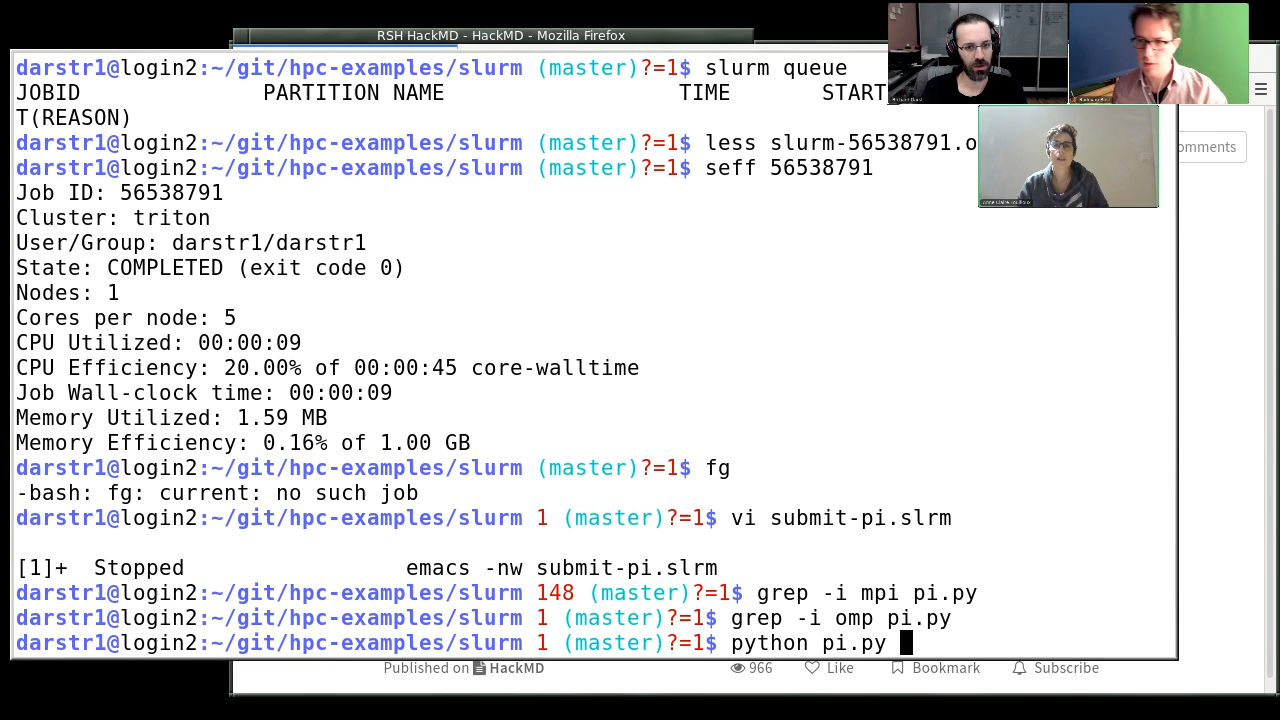 RSH HackMD - HackMD - Mozilla Firefox
darstr1@login2:~/git/hpc-examples/slurm (master)?=1$ slurm queue
JOBID PARTITION NAME TIME START
T(REASON)
darstr1@login2:~/git/hpc-examples/slurm (master)?=1$ less slurm-56538791.o
omments
darstr1@login2:~/git/hpc-examples/slurm (master)?=1$ seff 56538791
Job ID: 56538791
Cluster: triton
User/Group: darstr1/darstr1
State: COMPLETED (exit code 0)
Nodes: 1
Cores per node: 5
CPU Utilized: 00:00:09
CPU Efficiency: 20.00% of 00:00:45 core-walltime
Job Wall-clock time: 00:00:09
Memory Utilized: 1.59 MB
Memory Efficiency: 0.16% of 1.00 GB
darstr1@login2:~/git/hpc-examples/slurm (master)?=1$ fg
-bash: fg: current: no such job
darstr1@login2:~/git/hpc-examples/slurm 1 (master)?=1$ vi submit-pi.slrm
[1]+ Stopped emacs -nw submit-pi.slrm
darstr1@login2:~/git/hpc-examples/slurm 148 (master)?=1$ grep -i mpi pi.py
darstr1@login2:~/git/hpc-examples/slurm 1 (master)?=1$ grep -i omp pi.py
darstr1@login2:~/git/hpc-examples/slurm 1 (master)?=1$ python pi.py
Published on HackMD 966 Like Bookmark Subscribe